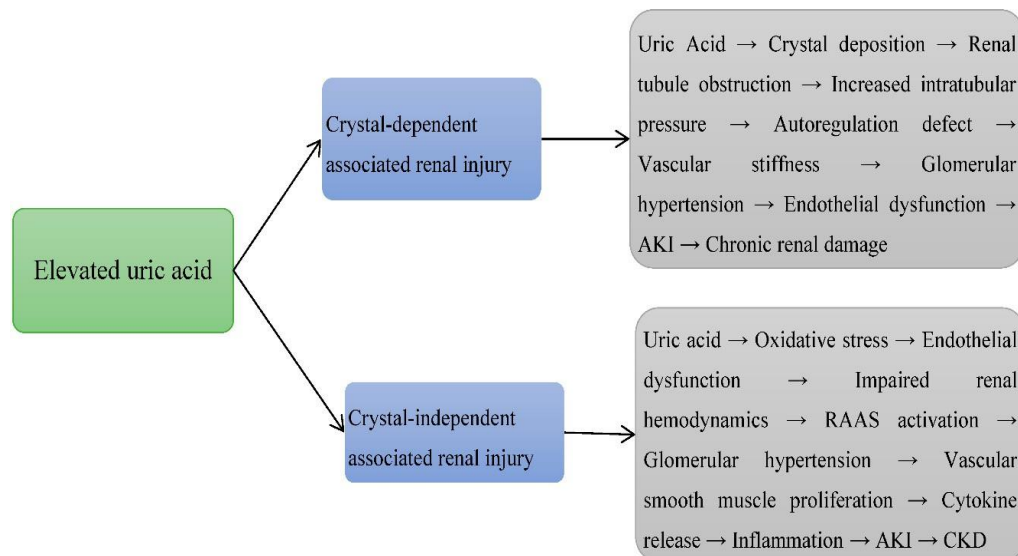 Elevated uric acid
Crystal-dependent
associated renal injury
Uric Acid → Crystal deposition → Renal
tubule obstruction → Increased intratubular
pressure → Autoregulation defect →
Vascular stiffness → Glomerular
hypertension → Endothelial dysfunction →
AKI → Chronic renal damage
Crystal-independent
associated renal injury
Uric acid → Oxidative stress → Endothelial
dysfunction → Impaired renal
hemodynamics → RAAS activation →
Glomerular hypertension → Vascular
smooth muscle proliferation → Cytokine
release → Inflammation → AKI → CKD